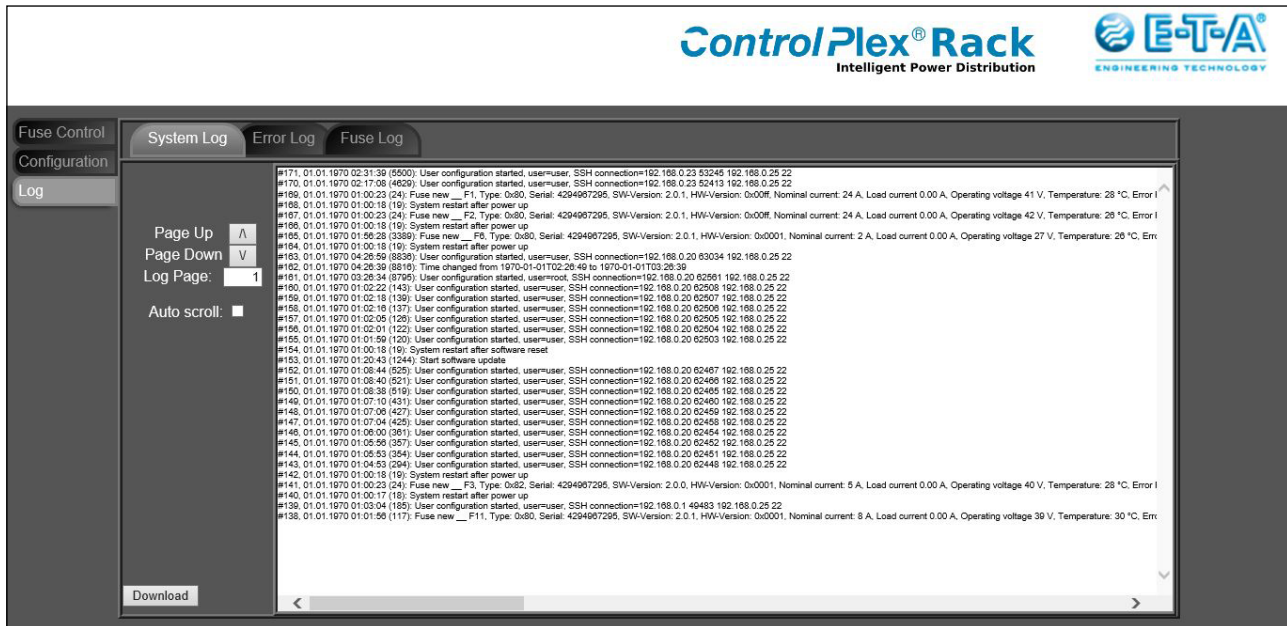 ControlPlex® Rack
Intelligent Power Distribution
E-T-A®
ENGINEERING TECHNOLOGY
Fuse Control
Configuration
Log
System Log
Error Log
Fuse Log
Page Up /\
Page Down \/
Log Page: 1
Auto scroll:
Download
#171, 01.01.1970 02:31:39 (5500): User configuration started, user=user, SSH connection=192.168.0.23 53245 192.168.0.25 22
#170, 01.01.1970 02:17:08 (4629): User configuration started, user=user, SSH connection=192.168.0.23 52413 192.168.0.25 22
#169, 01.01.1970 01:00:23 (24): Fuse new __ F1, Type: 0x80, Serial: 4294967295, SW-Version: 2.0.1, HW-Version: 0x00ff, Nominal current: 24 A, Load current 0.00 A, Operating voltage 41 V, Temperature: 28 °C, Error
#168, 01.01.1970 01:00:18 (19): System restart after power up
#167, 01.01.1970 01:00:23 (24): Fuse new __ F2, Type: 0x80, Serial: 4294967295, SW-Version: 2.0.1, HW-Version: 0x00ff, Nominal current: 24 A, Load current 0.00 A, Operating voltage 42 V, Temperature: 26 °C, Error
#166, 01.01.1970 01:00:18 (19): System restart after power up
#165, 01.01.1970 01:56:28 (3389): Fuse new __ F6, Type: 0x80, Serial: 4294967295, SW-Version: 2.0.1, HW-Version: 0x0001, Nominal current: 2 A, Load current 0.00 A, Operating voltage 27 V, Temperature: 26 °C, Erro
#164, 01.01.1970 01:00:18 (19): System restart after power up
#163, 01.01.1970 04:26:59 (8836): User configuration started, user=user, SSH connection=192.168.0.20 63034 192.168.0.25 22
#162, 01.01.1970 04:26:39 (8816): Time changed from 1970-01-01T02:26:49 to 1970-01-01T03:26:39
#161, 01.01.1970 03:26:34 (8795): User configuration started, user=root, SSH connection=192.168.0.20 62561 192.168.0.25 22
#160, 01.01.1970 01:02:22 (143): User configuration started, user=user, SSH connection=192.168.0.20 62508 192.168.0.25 22
#159, 01.01.1970 01:02:18 (139): User configuration started, user=user, SSH connection=192.168.0.20 62507 192.168.0.25 22
#158, 01.01.1970 01:02:16 (137): User configuration started, user=user, SSH connection=192.168.0.20 62506 192.168.0.25 22
#157, 01.01.1970 01:02:05 (126): User configuration started, user=user, SSH connection=192.168.0.20 62505 192.168.0.25 22
#156, 01.01.1970 01:02:01 (122): User configuration started, user=user, SSH connection=192.168.0.20 62504 192.168.0.25 22
#155, 01.01.1970 01:01:59 (120): User configuration started, user=user, SSH connection=192.168.0.20 62503 192.168.0.25 22
#154, 01.01.1970 01:00:18 (19): System restart after software reset
#153, 01.01.1970 01:20:43 (1244): Start software update
#152, 01.01.1970 01:08:44 (525): User configuration started, user=user, SSH connection=192.168.0.20 62467 192.168.0.25 22
#151, 01.01.1970 01:08:40 (521): User configuration started, user=user, SSH connection=192.168.0.20 62466 192.168.0.25 22
#150, 01.01.1970 01:08:38 (519): User configuration started, user=user, SSH connection=192.168.0.20 62465 192.168.0.25 22
#149, 01.01.1970 01:07:10 (431): User configuration started, user=user, SSH connection=192.168.0.20 62460 192.168.0.25 22
#148, 01.01.1970 01:07:06 (427): User configuration started, user=user, SSH connection=192.168.0.20 62459 192.168.0.25 22
#147, 01.01.1970 01:07:04 (425): User configuration started, user=user, SSH connection=192.168.0.20 62458 192.168.0.25 22
#146, 01.01.1970 01:06:00 (361): User configuration started, user=user, SSH connection=192.168.0.20 62454 192.168.0.25 22
#145, 01.01.1970 01:05:56 (357): User configuration started, user=user, SSH connection=192.168.0.20 62452 192.168.0.25 22
#144, 01.01.1970 01:05:53 (354): User configuration started, user=user, SSH connection=192.168.0.20 62451 192.168.0.25 22
#143, 01.01.1970 01:04:53 (294): User configuration started, user=user, SSH connection=192.168.0.20 62448 192.168.0.25 22
#142, 01.01.1970 01:00:18 (19): System restart after power up
#141, 01.01.1970 01:00:23 (24): Fuse new __ F3, Type: 0x82, Serial: 4294967295, SW-Version: 2.0.0, HW-Version: 0x0001, Nominal current: 5 A, Load current 0.00 A, Operating voltage 40 V, Temperature: 28 °C, Error
#140, 01.01.1970 01:00:17 (18): System restart after power up
#139, 01.01.1970 01:03:04 (185): User configuration started, user=user, SSH connection=192.168.0.1 49483 192.168.0.25 22
#138, 01.01.1970 01:01:56 (117): Fuse new __ F11, Type: 0x80, Serial: 4294967295, SW-Version: 2.0.1, HW-Version: 0x0001, Nominal current: 8 A, Load current 0.00 A, Operating voltage 39 V, Temperature: 30 °C, Erro